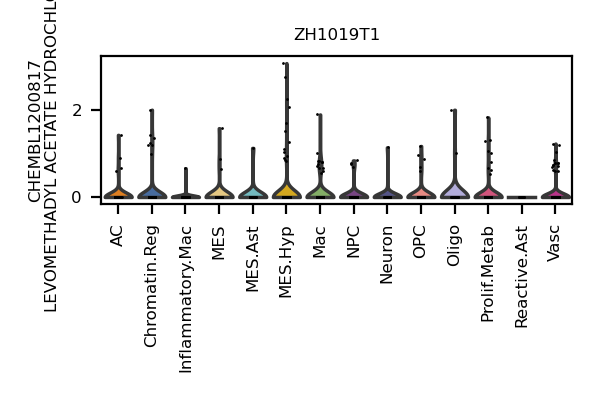 ZH1019T1
CHEMBL1200817
LEVOMETHADYL ACETATE
2
0
AC
Chromatin.Reg
Inflammatory.Mac
MES
MES.Ast
MES.Hyp
Mac
NPC
Neuron
OPC
Oligo
Prolif.Metab
Reactive.Ast
Vasc